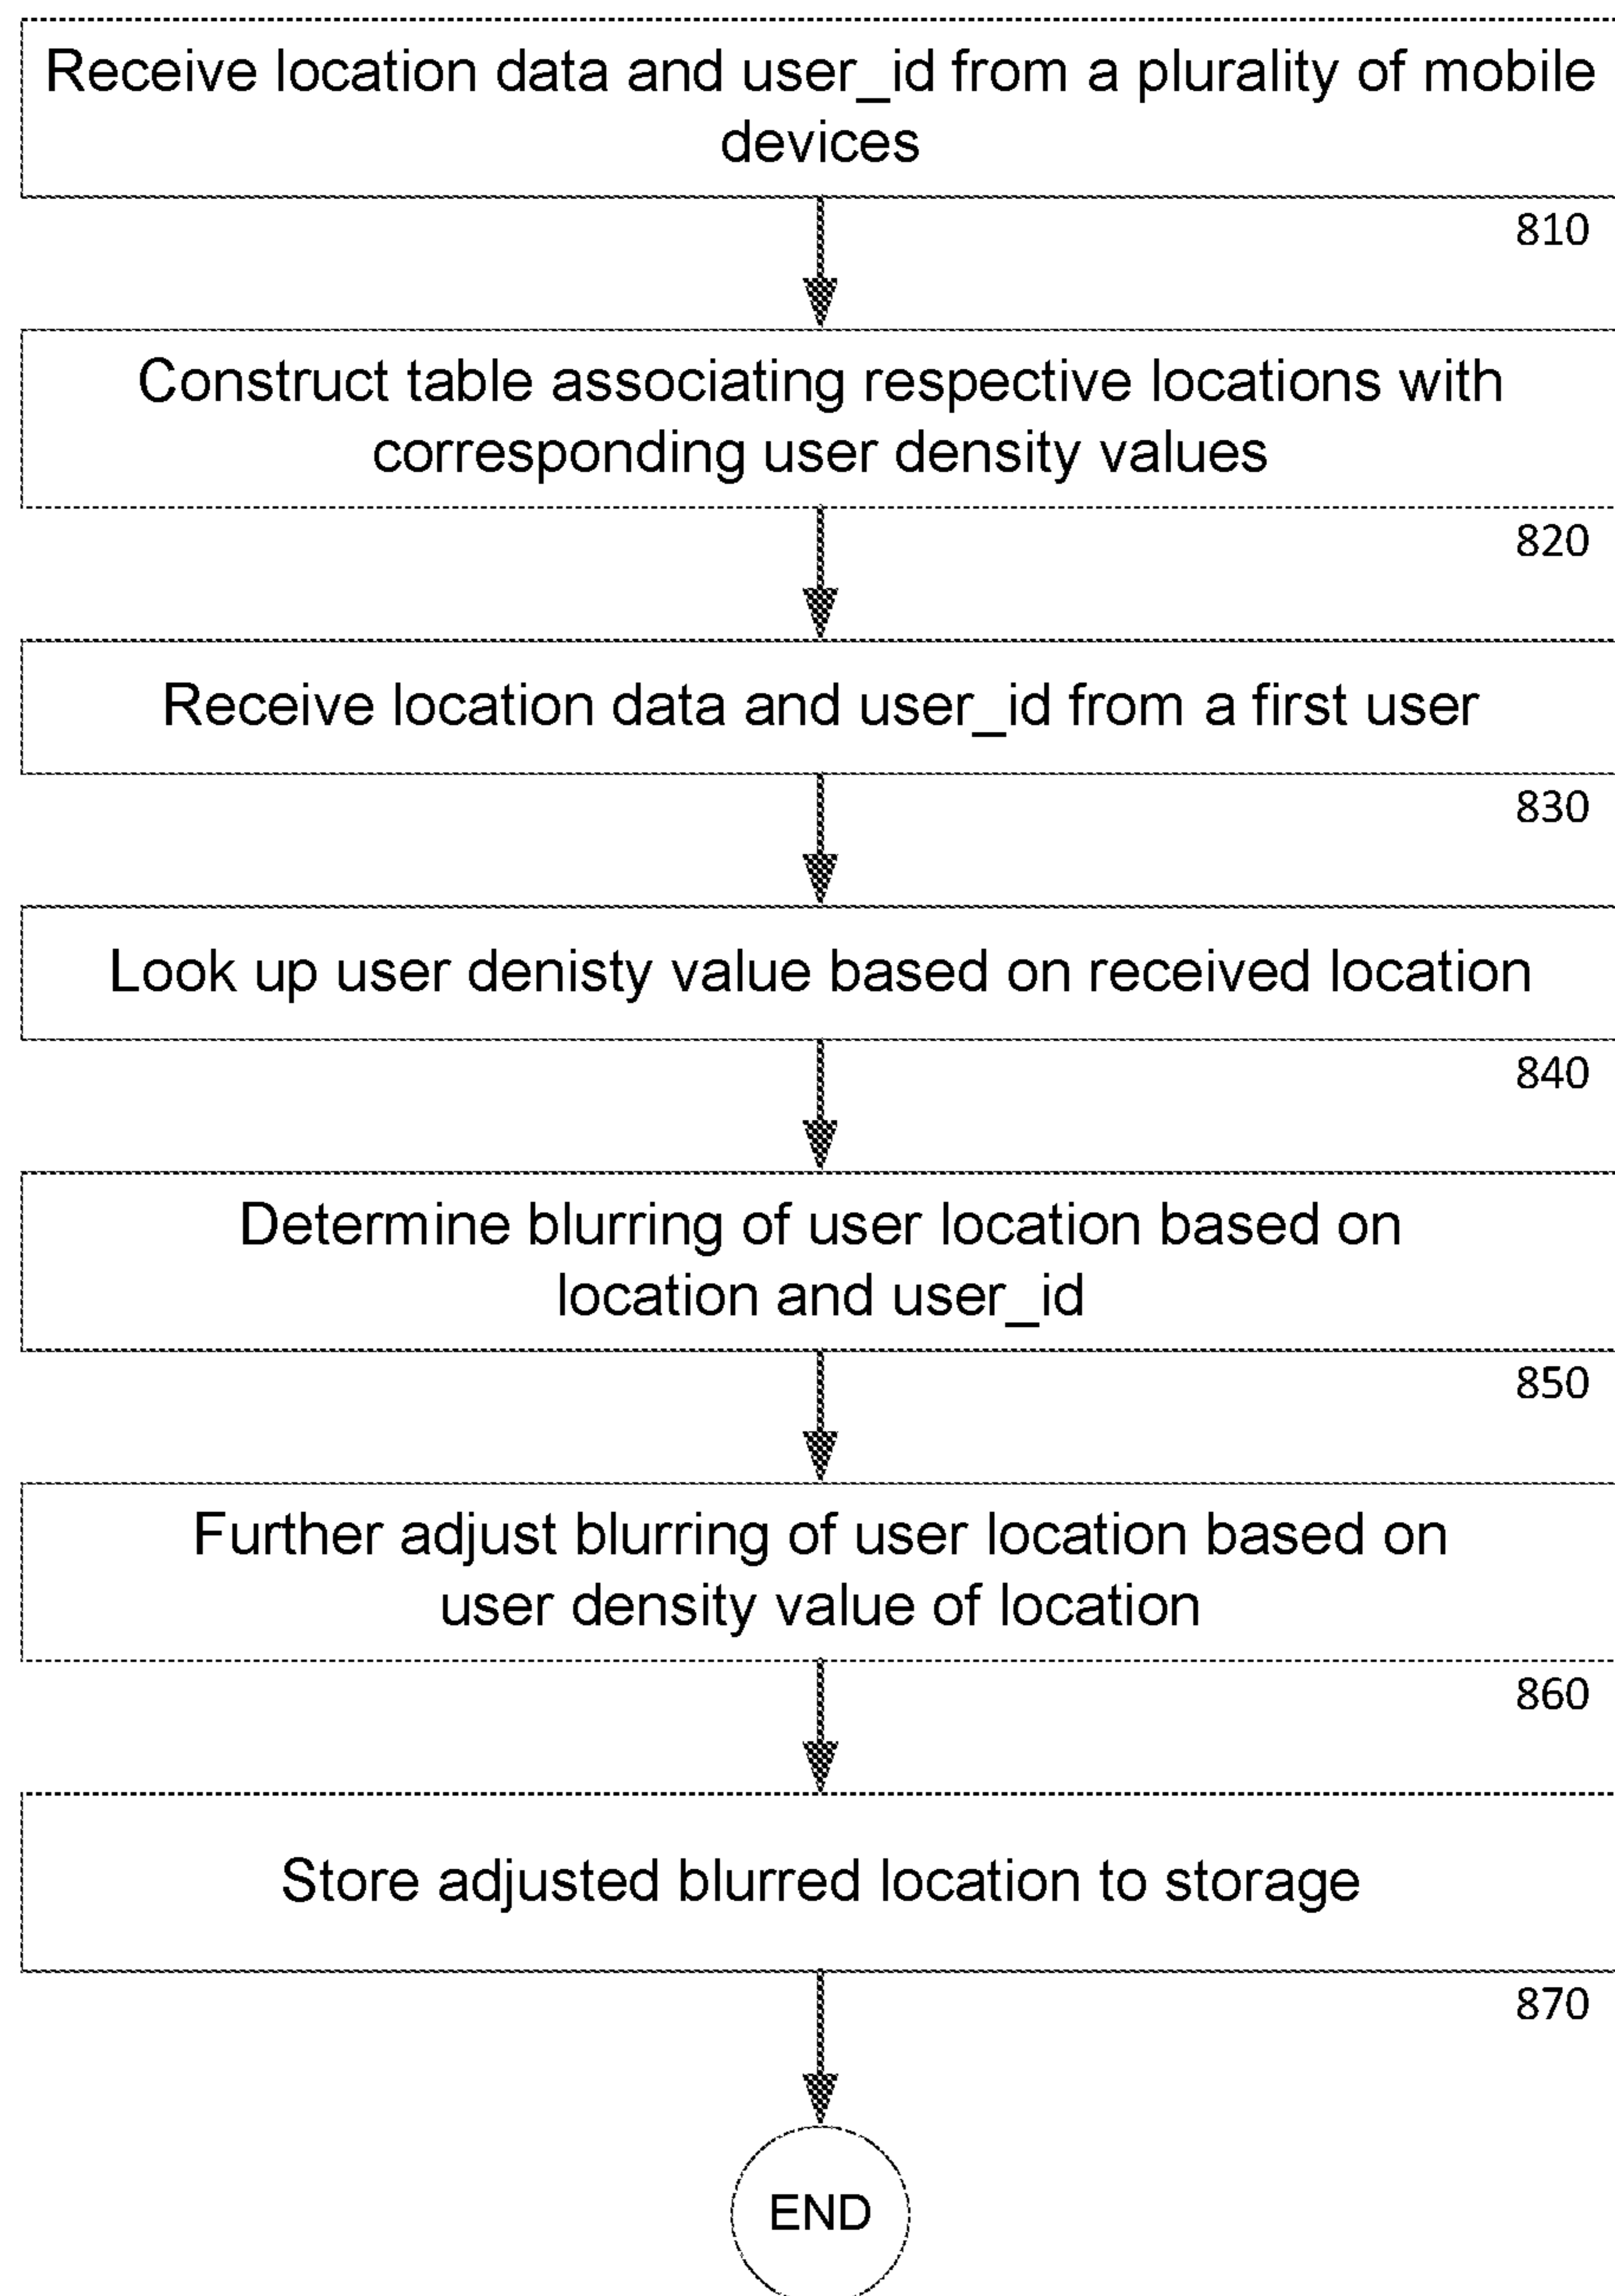 Receive location data and user_id from a plurality of mobile
devices
810
Construct table associating respective locations with
corresponding user density values
820
Receive location data and user_id from a first user
830
Look up user denisty value based on received location
840
Determine blurring of user location based on
location and user_id
850
Further adjust blurring of user location based on
user density value of location
860
Store adjusted blurred location to storage
870
END